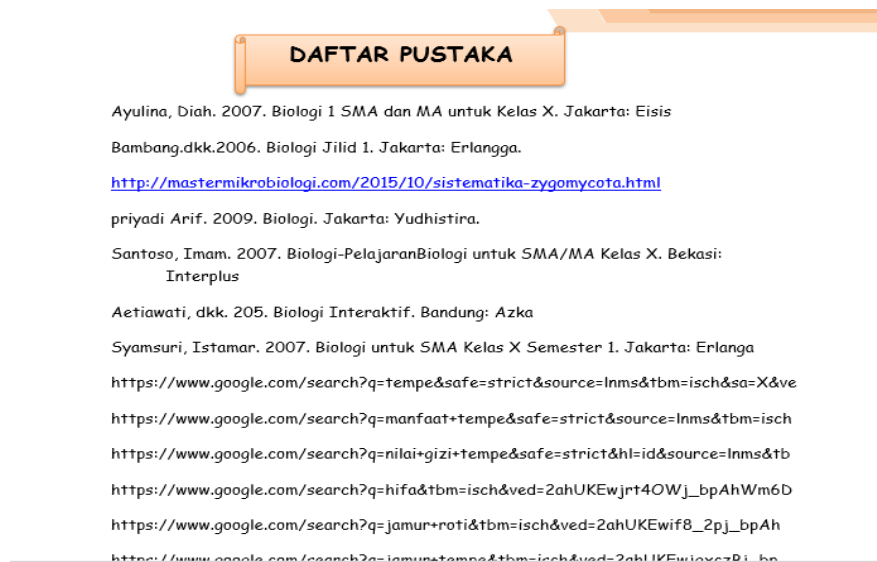 DAFTAR PUSTAKA
Ayulina, Diah. 2007. Biologi 1 SMA dan MA untuk Kelas X. Jakarta: Eisis
Bambang.dkk.2006. Biologi Jilid 1. Jakarta: Erlangga.
http://mastermikrobiologi.com/2015/10/sistematika-zygomycota.html
priyadi Arif. 2009. Biologi. Jakarta: Yudhistira.
Santoso, Imam. 2007. Biologi-PelajaranBiologi untuk SMA/MA Kelas X. Bekasi:
Interplus
Aetiawati, dkk. 205. Biologi Interaktif. Bandung: Azka
Syamsuri, Istamar. 2007. Biologi untuk SMA Kelas X Semester 1. Jakarta: Erlanga
https://www.google.com/search?q=tempe&safe=strict&source=lnms&tbm=isch&sa=X&ve
https://www.google.com/search?q=manfaat+tempe&safe=strict&source=lnms&tbm=isch
https://www.google.com/search?q=nilai+gizi+tempe&safe=strict&hl=id&source=lnms&tb
https://www.google.com/search?q=hifa&tbm=isch&ved=2ahUKEwjrt4OWj_bpAhWm6D
https://www.google.com/search?q=jamur+roti&tbm=isch&ved=2ahUKEwif8_2pj_bpAh